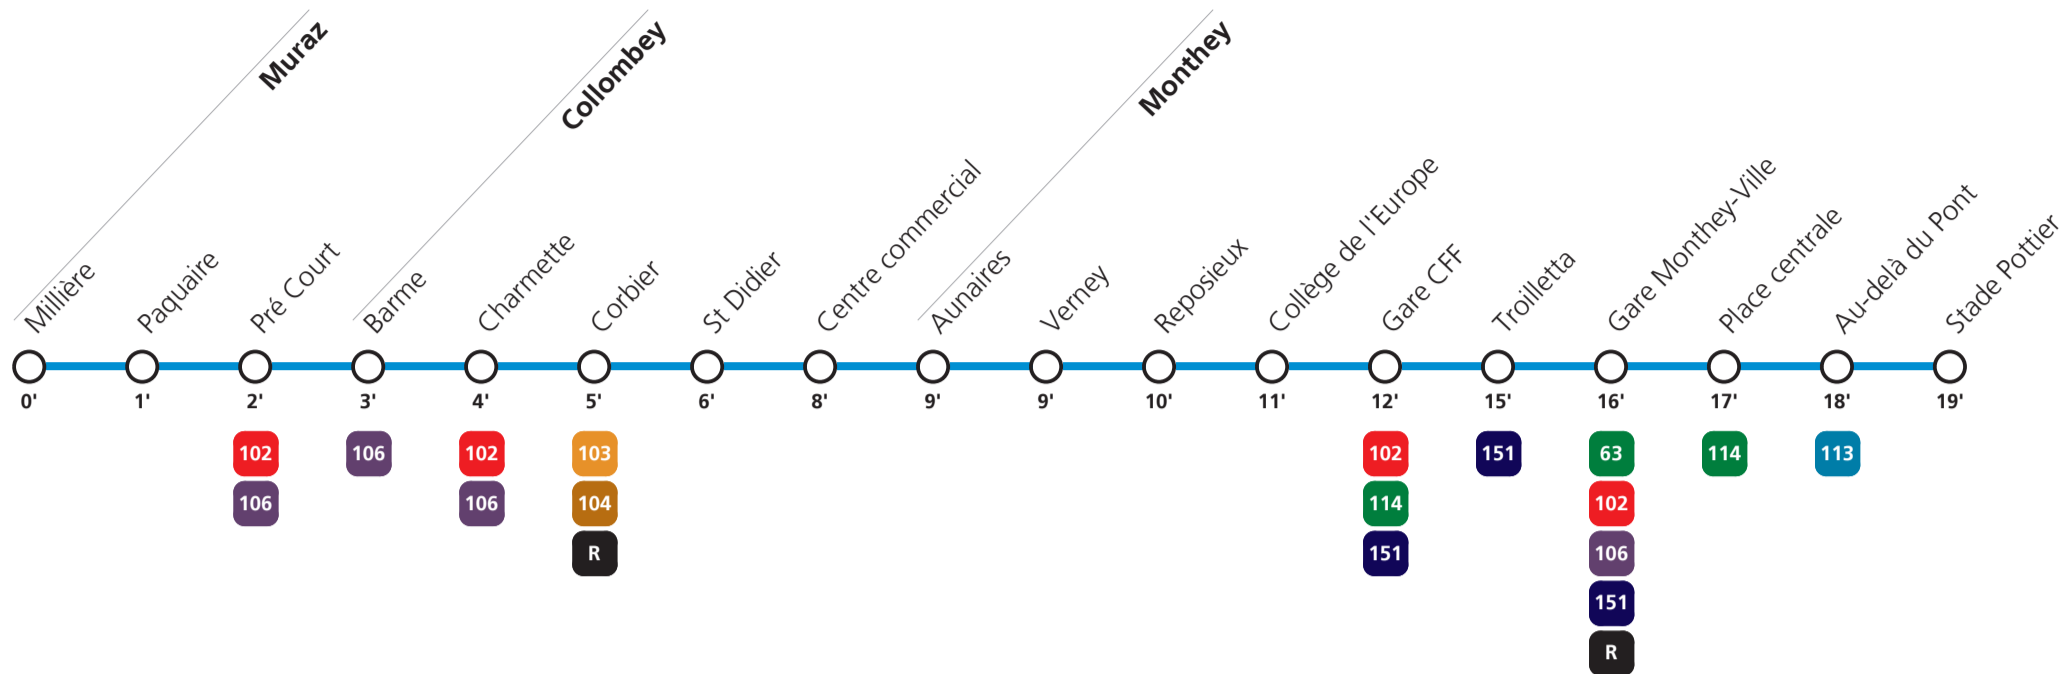 Muraz
Collombey
Monthey
Millière
Paquaire
Pré Court
Barme
Charmette
Corbier
St Didier
Centre commercial
Aunaires
Verney
Reposieux
Collège de l'Europe
Gare CFF
Troilletta
Gare Monthey-Ville
Place centrale
Au-delà du Pont
Stade Pottier
0' 1' 2' 3' 4' 5' 6' 8' 9' 9' 10' 11' 12' 15' 16' 17' 18' 19'
102 106 102 103 102 151 63 114 113
106 106 104 114 102
R 151 106
151
R